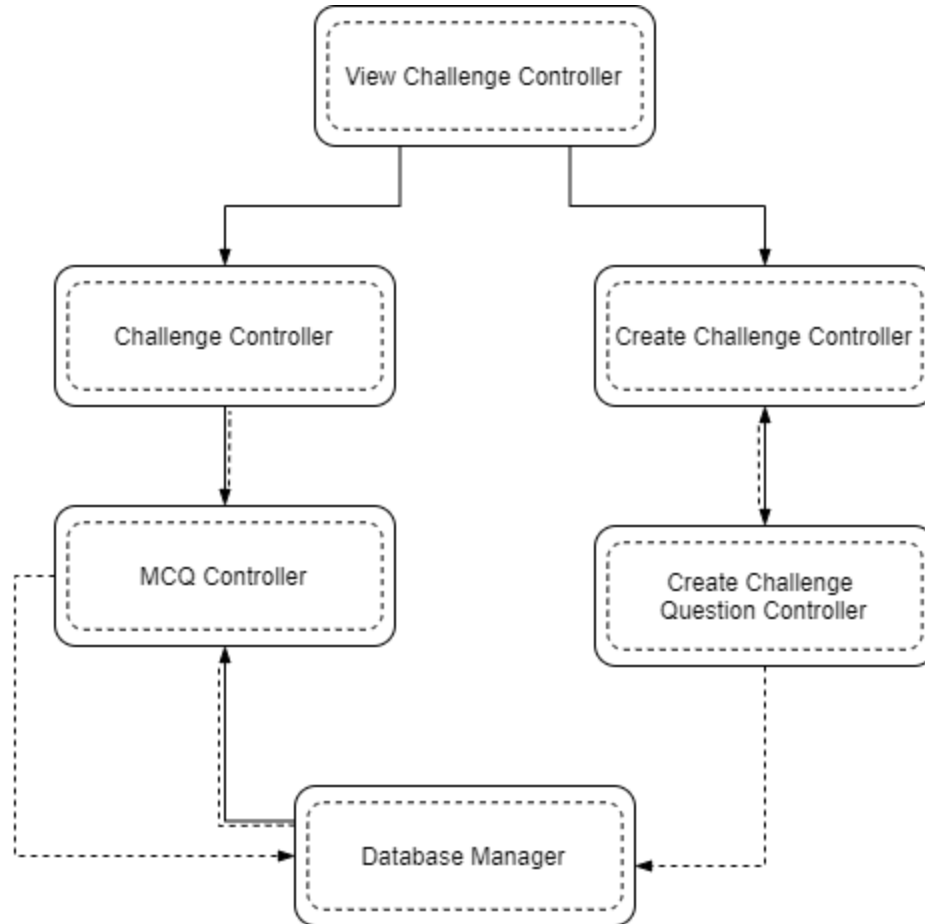 View Challenge Controller
Challenge Controller
Create Challenge Controller
MCQ Controller
Create Challenge
Question Controller
Database Manager